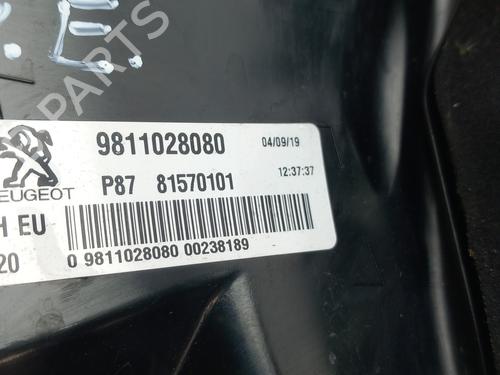 .E
PARTS
9811028080
04/09/19
P87 81570101
12:37:37
PEUGEOT
H EU
20
0 9811028080 00238189